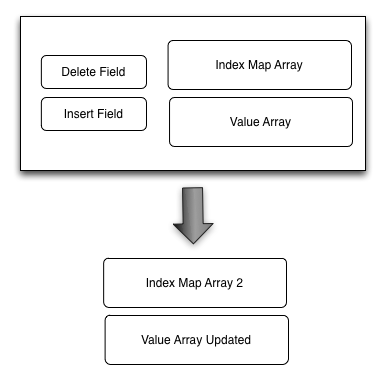 Delete Field
Index Map Array
Insert Field
Value Array
Index Map Array 2
Value Array Updated